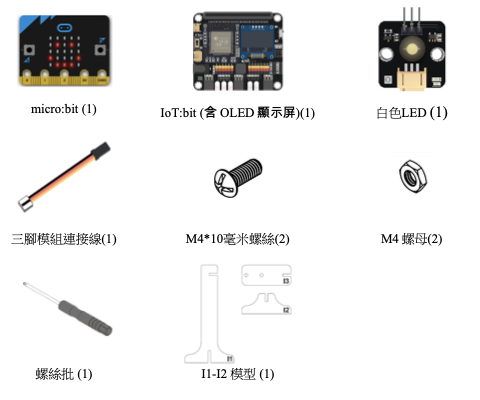 micro:bit (1)
IoT:bit (含 OLED 顯示屏)(1)
白色LED (1)
三腳模組連接線(1)
M4*10毫米螺絲(2)
M4 螺母(2)
I3
I2
I1
螺絲批 (1)
I1-I2 模型 (1)